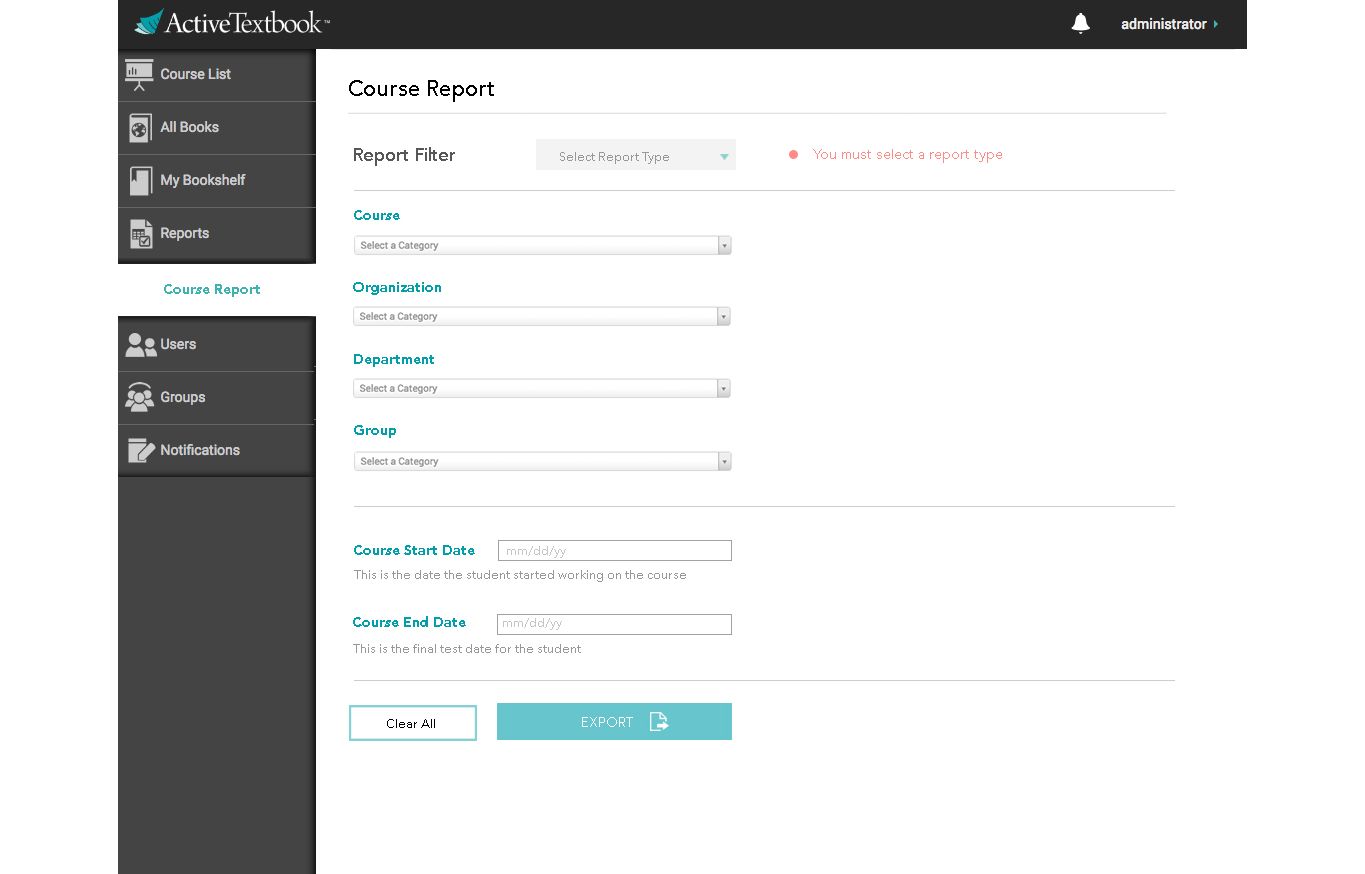 ActiveTextbook™
administrator
Course List
All Books
My Bookshelf
Reports
Course Report
Users
Groups
Notifications
Course Report
Report Filter
Select Report Type
You must select a report type
Course
Select a Category
Organization
Select a Category
Department
Select a Category
Group
Select a Category
Course Start Date
mm/dd/yy
This is the date the student started working on the course
Course End Date
mm/dd/yy
This is the final test date for the student
Clear All
EXPORT